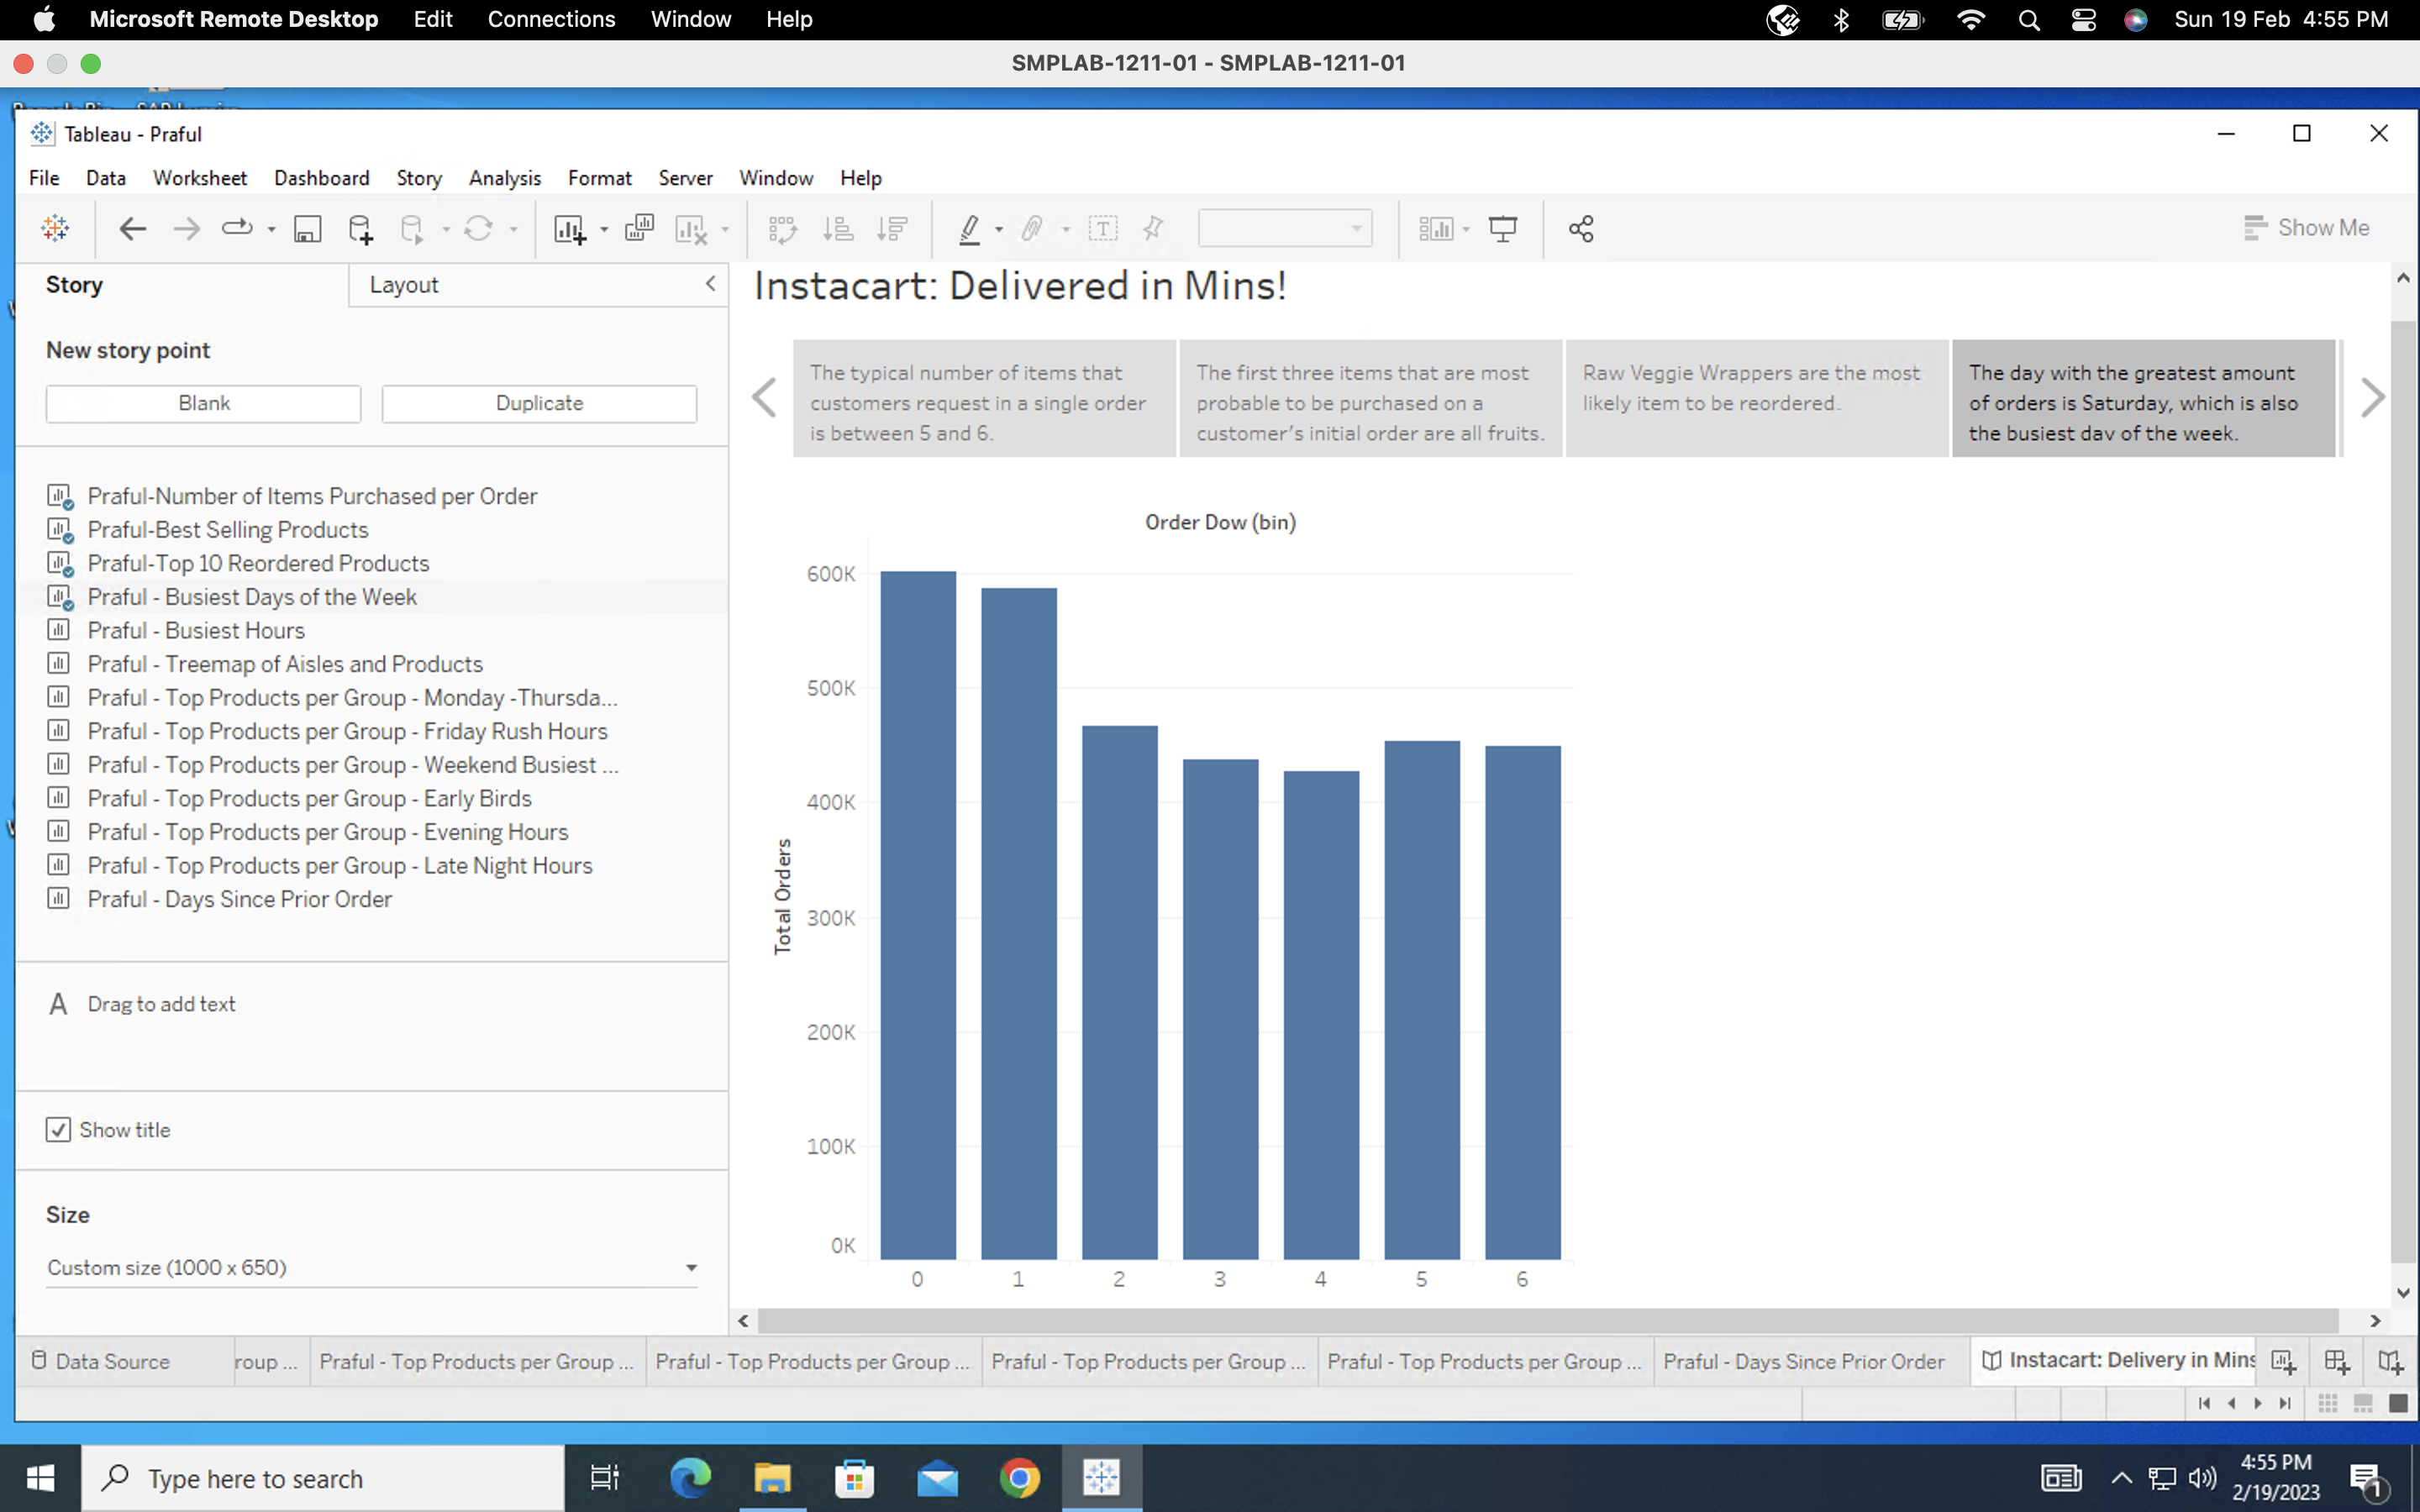 Microsoft Remote Desktop Edit Connections Window Help Sun 19 Feb 4:55 PM
SMPLAB-1211-01 - SMPLAB-1211-01
Tableau - Praful
File Data Worksheet Dashboard Story Analysis Format Server Window Help
Show Me
Story Layout
New story point
Blank Duplicate
Praful-Number of Items Purchased per Order
Praful-Best Selling Products
Praful-Top 10 Reordered Products
Praful - Busiest Days of the Week
Praful - Busiest Hours
Praful - Treemap of Aisles and Products
Praful - Top Products per Group - Monday -Thursda...
Praful - Top Products per Group - Friday Rush Hours
Praful - Top Products per Group - Weekend Busiest ...
Praful - Top Products per Group - Early Birds
Praful - Top Products per Group - Evening Hours
Praful - Top Products per Group - Late Night Hours
Praful - Days Since Prior Order
A Drag to add text
Show title
Size
Custom size (1000 x 650)
Instacart: Delivered in Mins!
The typical number of items that
customers request in a single order
is between 5 and 6.
The first three items that are most
probable to be purchased on a
customer's initial order are all fruits.
Raw Veggie Wrappers are the most
likely item to be reordered.
The day with the greatest amount
of orders is Saturday, which is also
the busiest day of the week.
Order Dow (bin)
600K
500K
400K
300K
200K
100K
0K
Total Orders
0 1 2 3 4 5 6
Data Source roup ... Praful - Top Products per Group ... Praful - Top Products per Group ... Praful - Top Products per Group ... Praful - Top Products per Group ... Praful - Days Since Prior Order Instacart: Delivery in Mins
Type here to search
4:55 PM
2/19/2023
1